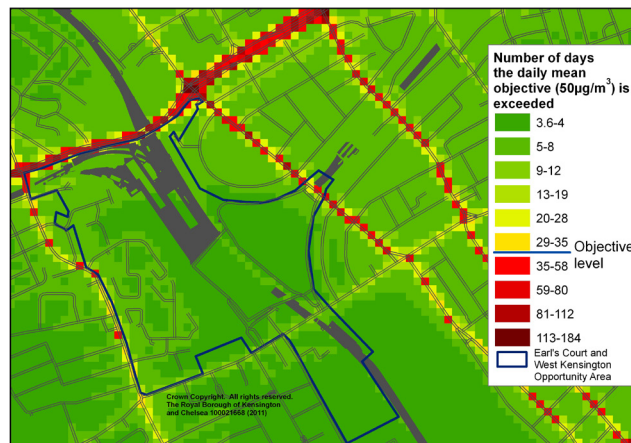 Number of days
the daily mean
objective (50µg/m³) is
exceeded
3.6-4
5-8
9-12
13-19
20-28
29-35
Objective
level
35-58
59-80
81-112
113-184
Earl's Court and
West Kensington
Opportunity Area
Crown Copyright. All rights reserved.
The Royal Borough of Kensington
and Chelsea 100021668 (2011)